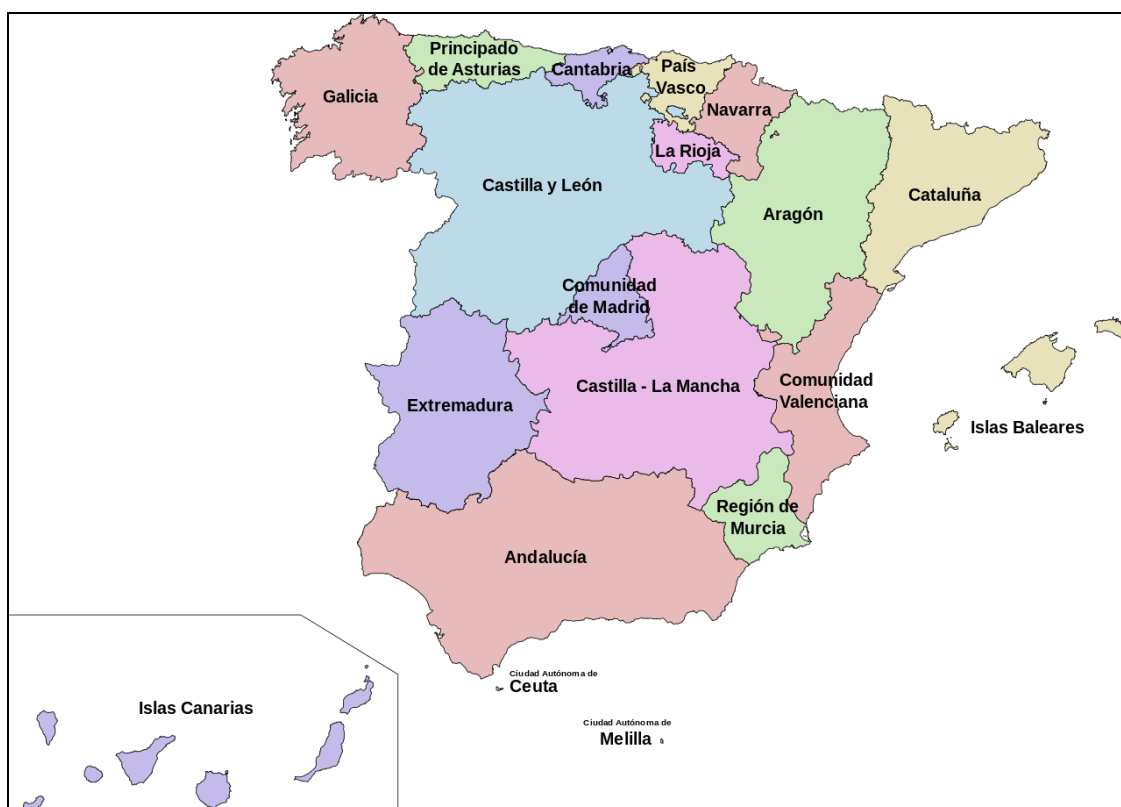 Principado
de Asturias
Cantabria
País
Vasco
Galicia
Navarra
La Rioja
Castilla y León
Cataluña
Aragón
Comunidad
de Madrid
Castilla - La Mancha
Comunidad
Valenciana
Extremadura
Islas Baleares
Región de
Murcia
Andalucía
Ciudad Autónoma de
Ceuta
Islas Canarias
Ciudad Autónoma de
Melilla